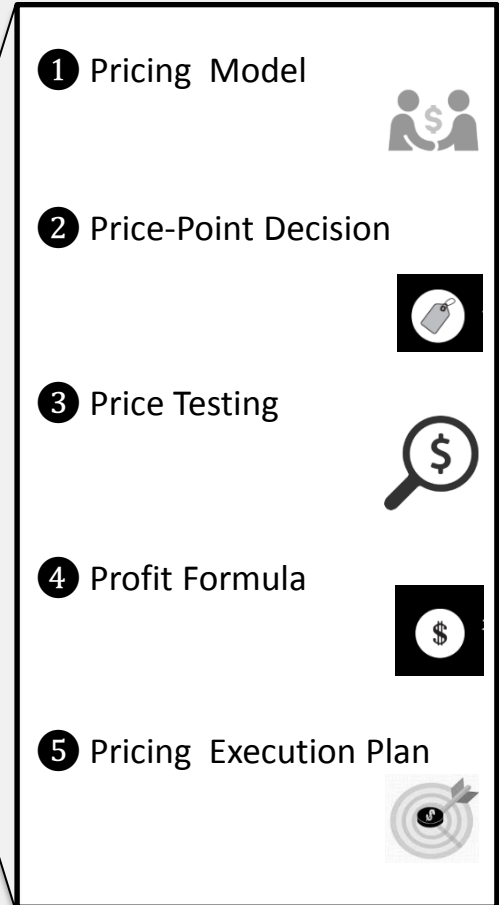 ❶ Pricing Model
$
❷ Price-Point Decision
❸ Price Testing
$
❹ Profit Formula
$
❺ Pricing Execution Plan
$